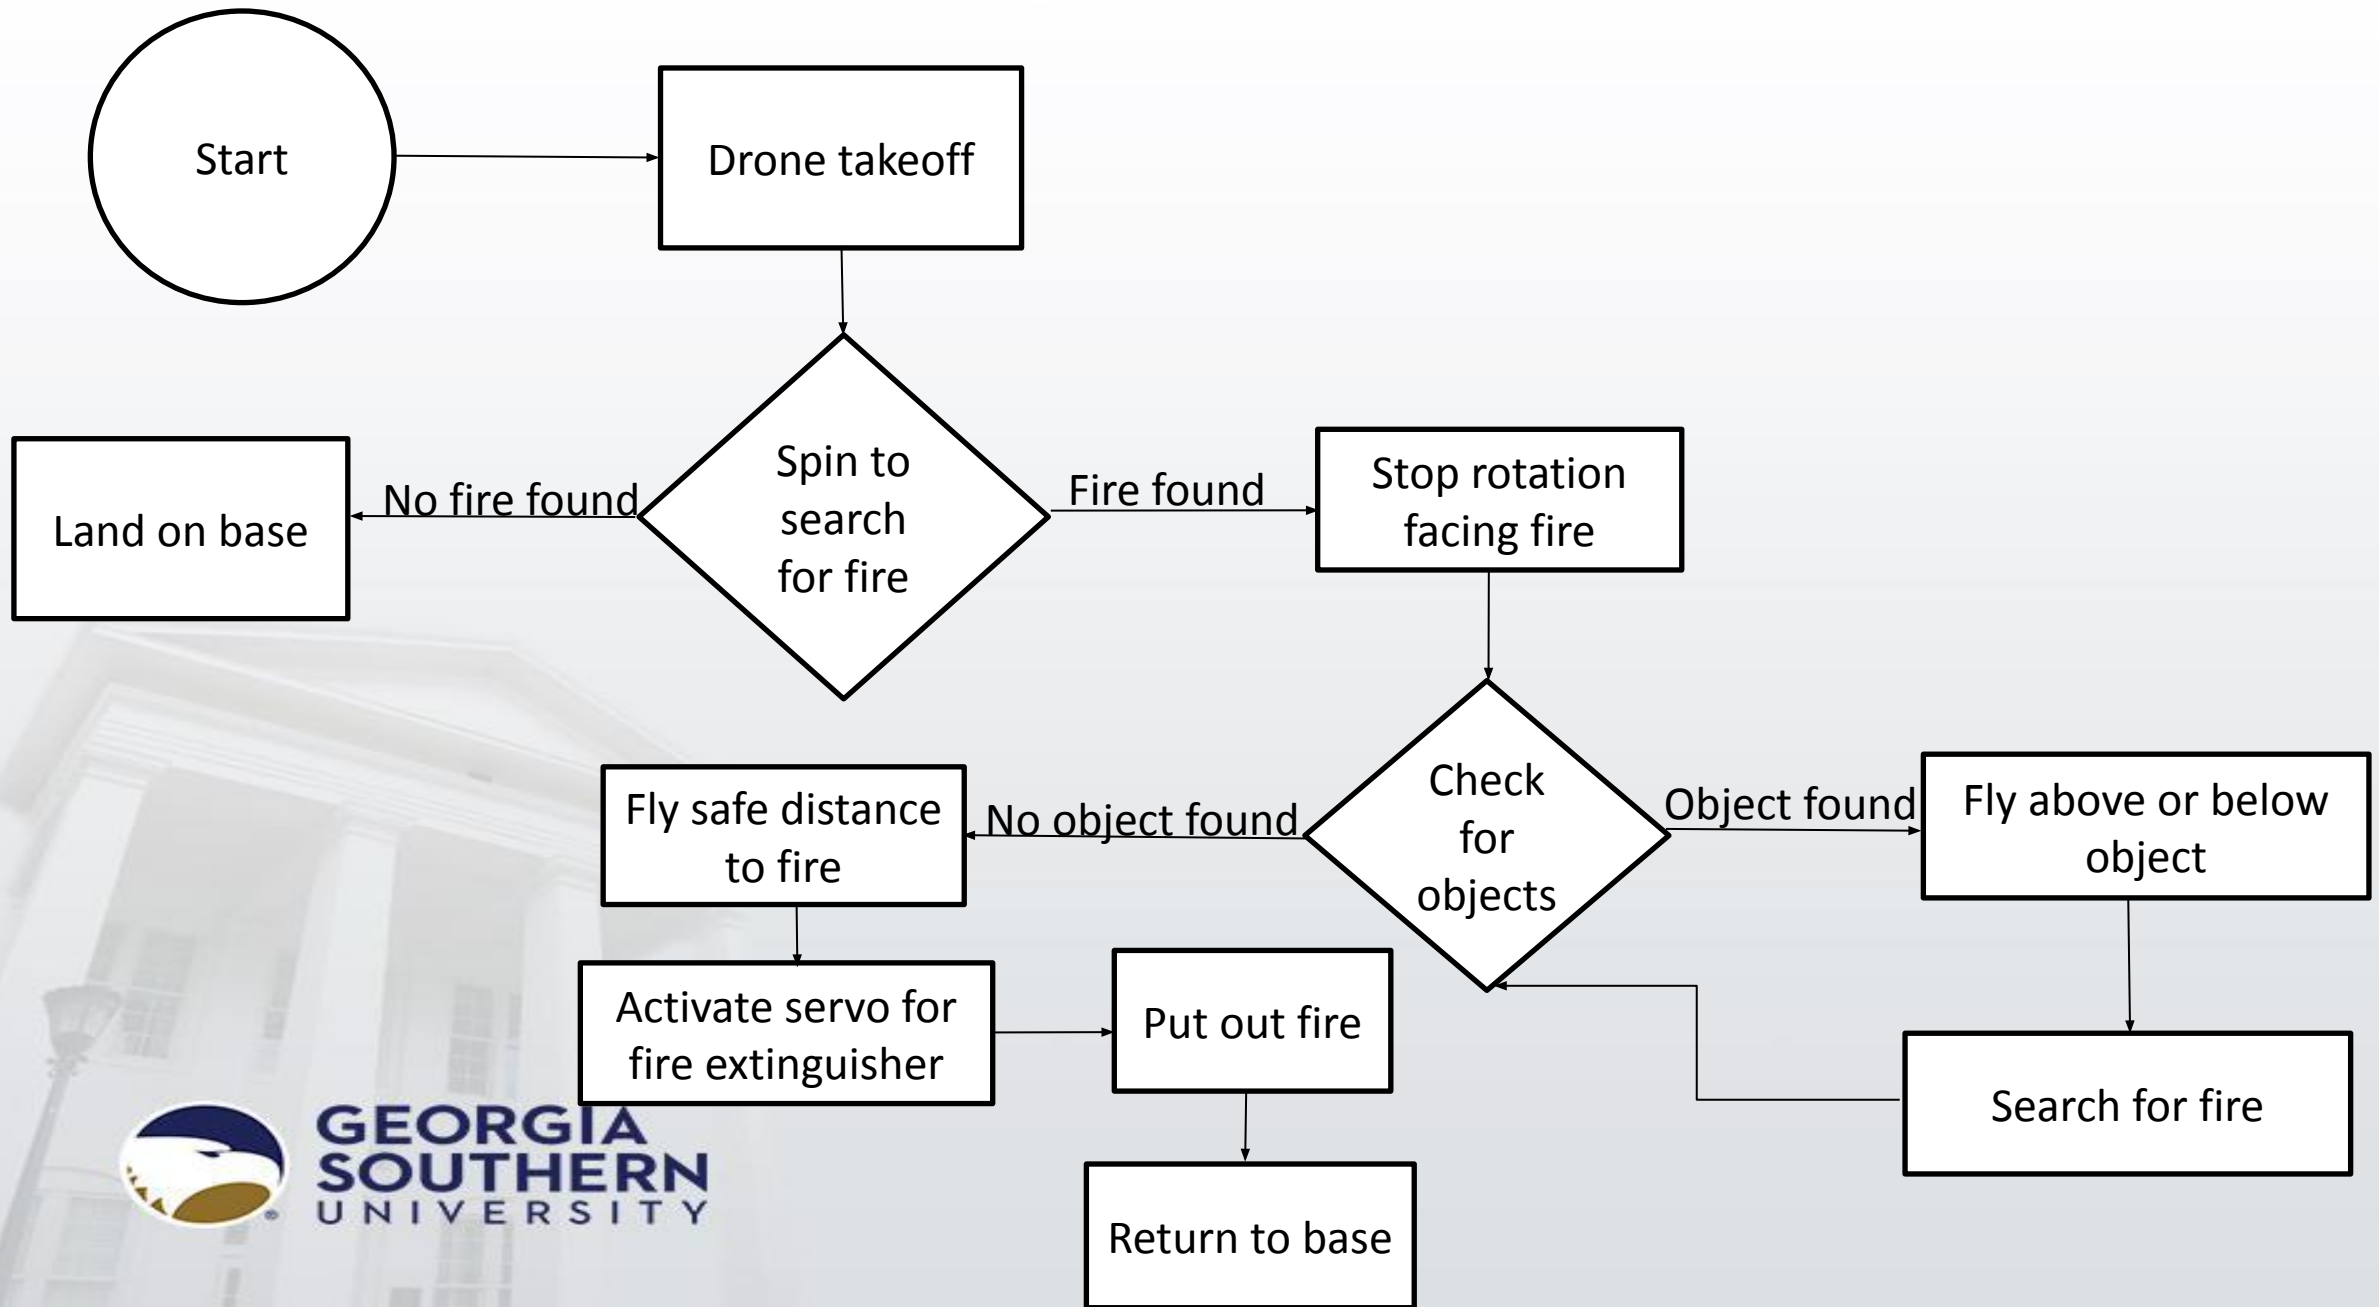 Start
Drone takeoff
Spin to
search
for fire
No fire found
Land on base
Fire found
Stop rotation
facing fire
Check
for
objects
Object found
Fly above or below
object
Search for fire
No object found
Fly safe distance
to fire
Activate servo for
fire extinguisher
Put out fire
Return to base
GEORGIA
SOUTHERN
UNIVERSITY
®